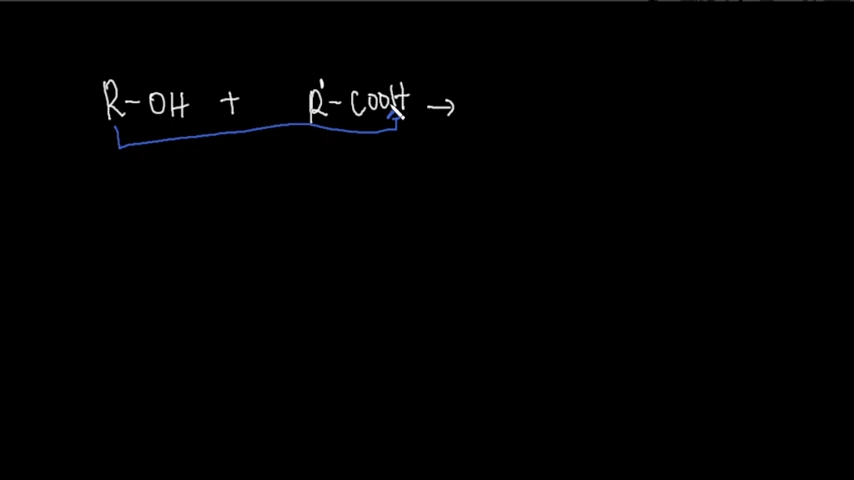 R-OH + R'-COOH →